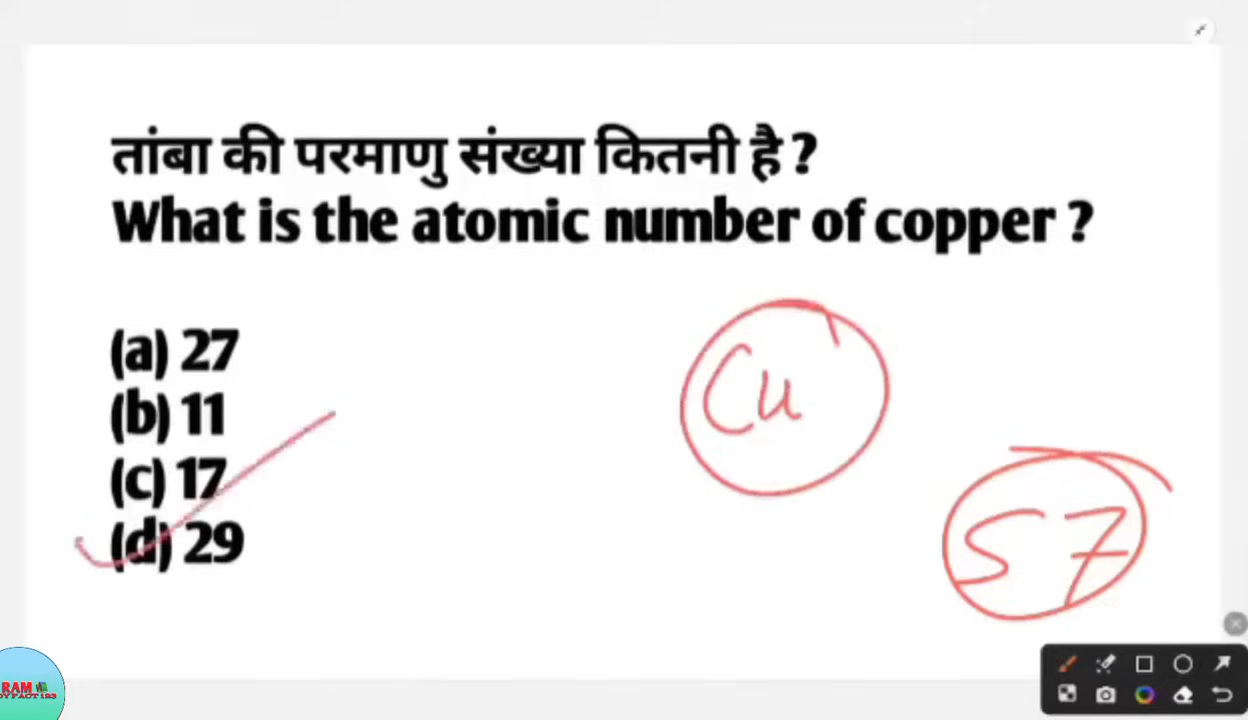 तांबा की परमाणु संख्या कितनी है ?
What is the atomic number of copper ?
(a) 27
(b) 11
(c) 17
(d) 29
Cu
57
RAM